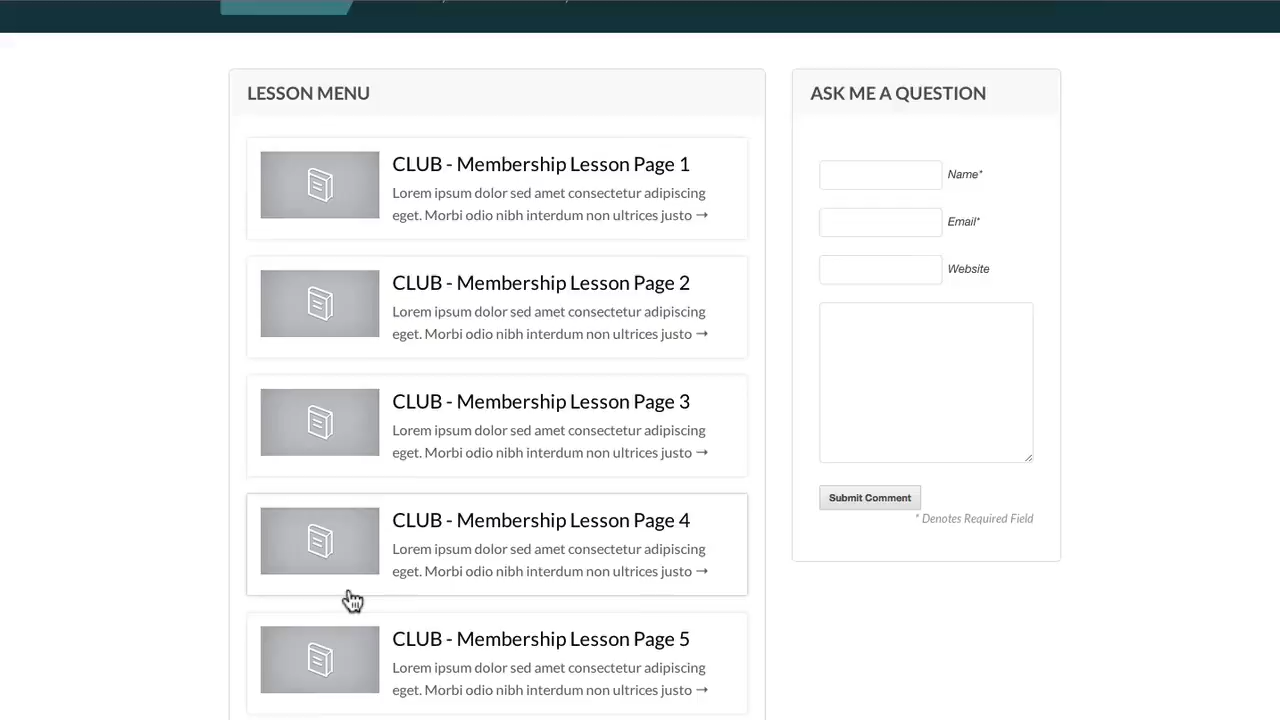 LESSON MENU
CLUB - Membership Lesson Page 1
Lorem ipsum dolor sed amet consectetur adipiscing
eget. Morbi odio nibh interdum non ultrices justo →
CLUB - Membership Lesson Page 2
Lorem ipsum dolor sed amet consectetur adipiscing
eget. Morbi odio nibh interdum non ultrices justo →
CLUB - Membership Lesson Page 3
Lorem ipsum dolor sed amet consectetur adipiscing
eget. Morbi odio nibh interdum non ultrices justo →
CLUB - Membership Lesson Page 4
Lorem ipsum dolor sed amet consectetur adipiscing
eget. Morbi odio nibh interdum non ultrices justo →
CLUB - Membership Lesson Page 5
Lorem ipsum dolor sed amet consectetur adipiscing
eget. Morbi odio nibh interdum non ultrices justo →
ASK ME A QUESTION
Name*
Email*
Website
Submit Comment
* Denotes Required Field